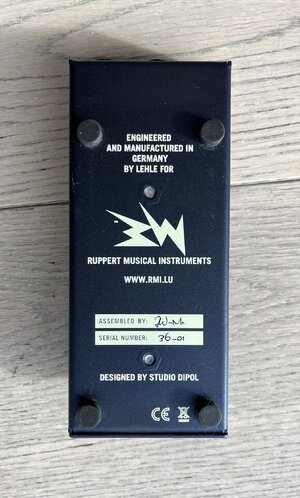 ENGINEERED
AND MANUFACTURED IN
GERMANY
BY LEHLE FOR
RUPPERT MUSICAL INSTRUMENTS
WWW.RMI.LU
ASSEMBLED BY:
SERIAL NUMBER: 36-01
DESIGNED BY STUDIO DIPOL
CE